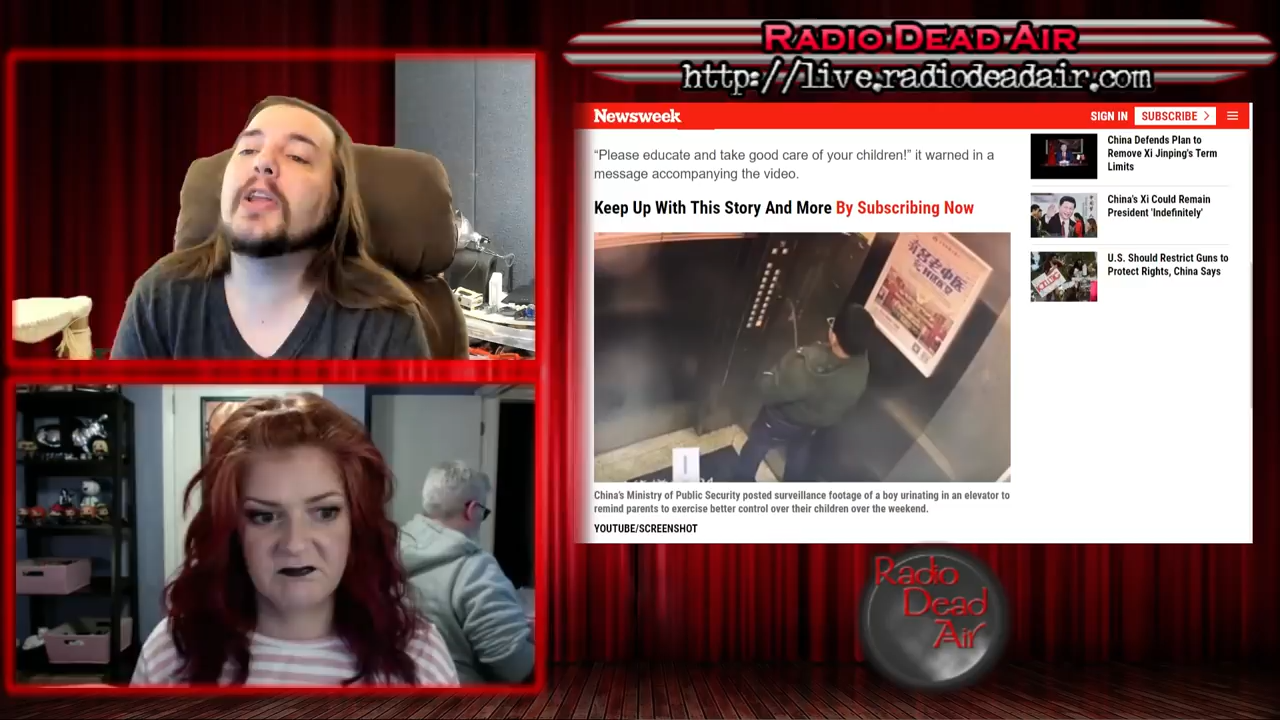 Radio Dead Air
http://live.radiodeadair.com
Newsweek
SIGN IN
SUBSCRIBE
“Please educate and take good care of your children!” it warned in a
message accompanying the video.
Keep Up With This Story And More By Subscribing Now
China's Ministry of Public Security posted surveillance footage of a boy urinating in an elevator to
remind parents to exercise better control over their children over the weekend.
YOUTUBE/SCREENSHOT
China Defends Plan to
Remove Xi Jinping's Term
Limits
China's Xi Could Remain
President 'Indefinitely'
U.S. Should Restrict Guns to
Protect Rights, China Says
Radio
Dead
Air